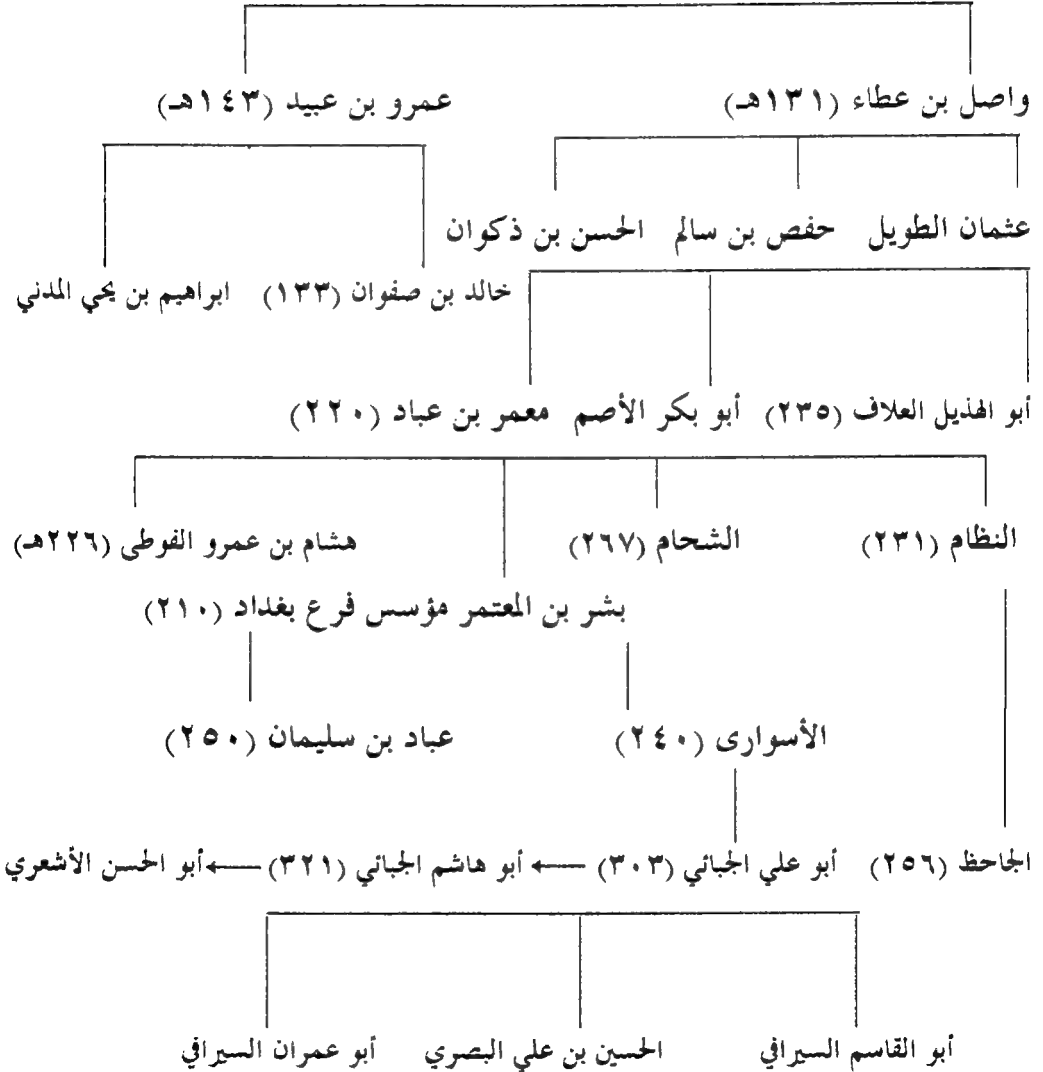 واصل بن عطاء (١٣١هـ) عمرو بن عبيد (١٤٣هـ)
عثمان الطويل حفص بن سالم الحسن بن ذكوان
خالد بن صفوان (١٣٣) ابراهيم بن يحي المدني
أبو الهذيل العلاف (٢٣٥) أبو بكر الأصم معمر بن عباد (٢٢٠)
النظام (٢٣١) الشحام (٢٦٧) هشام بن عمرو الفوطى (٢٢٦هـ)
بشر بن المعتمر مؤسس فرع بغداد (٢١٠)
الأسوارى (٢٤٠) عباد بن سليمان (٢٥٠)
الجاحظ (٢٥٦) أبو علي الجبائي (٣٠٣) ← أبو هاشم الجبائي (٣٢١) ← أبو الحسن الأشعري
أبو القاسم السيرافي الحسين بن علي البصري أبو عمران السيرافي